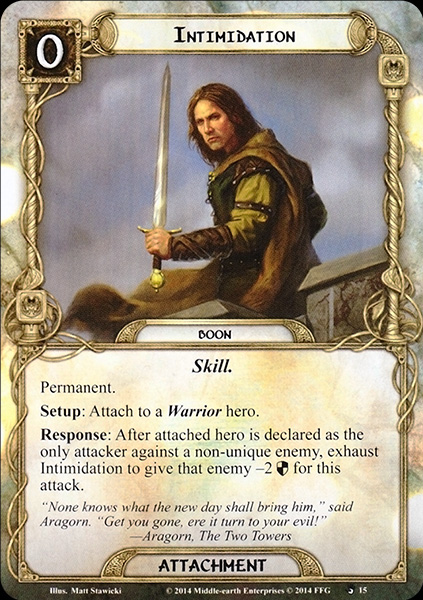 0
INTIMIDATION
BOON
Skill.
Permanent.
Setup: Attach to a Warrior hero.
Response: After attached hero is declared as the
only attacker against a non-unique enemy, exhaust
Intimidation to give that enemy –2 for this
attack.
“None knows what the new day shall bring him,” said
Aragorn. “Get you gone, ere it turn to your evil!”
—Aragorn, The Two Towers
ATTACHMENT
Illus. Matt Stawicki © 2014 Middle-earth Enterprises © 2014 FFG 15